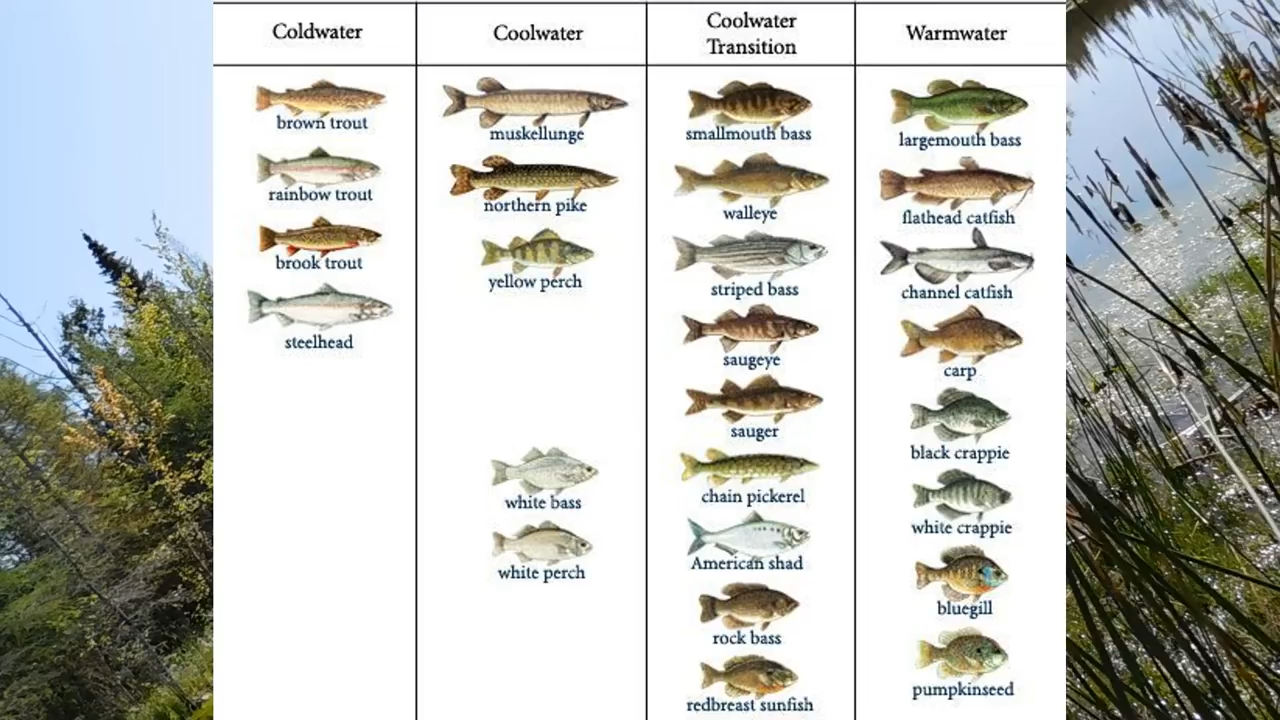 Coldwater
Coolwater
Coolwater
Transition
Warmwater
brown trout
rainbow trout
brook trout
steelhead
muskellunge
northern pike
yellow perch
white bass
white perch
smallmouth bass
walleye
striped bass
saugeye
sauger
chain pickerel
American shad
rock bass
redbreast sunfish
largemouth bass
flathead catfish
channel catfish
carp
black crappie
white crappie
bluegill
pumpkinseed